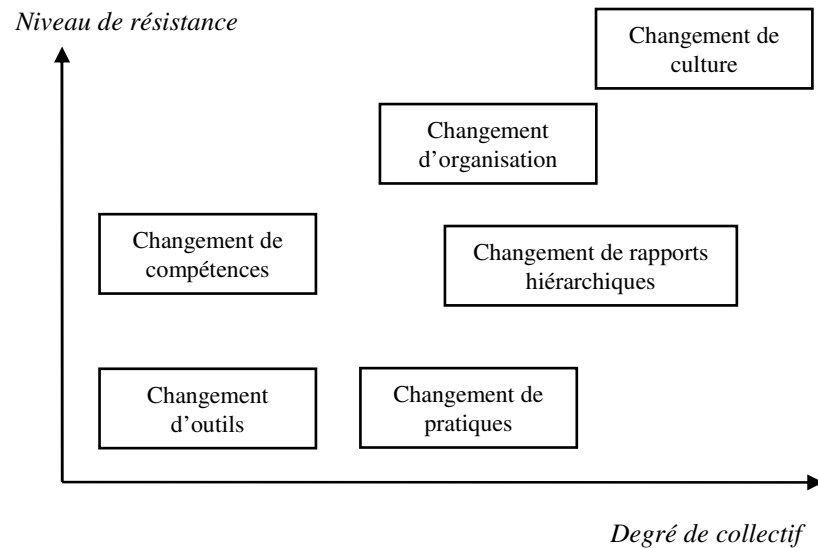 Niveau de résistance
Changement de
culture
Changement
d’organisation
Changement de
compétences
Changement de rapports
hiérarchiques
Changement
d’outils
Changement de
pratiques
Degré de collectif